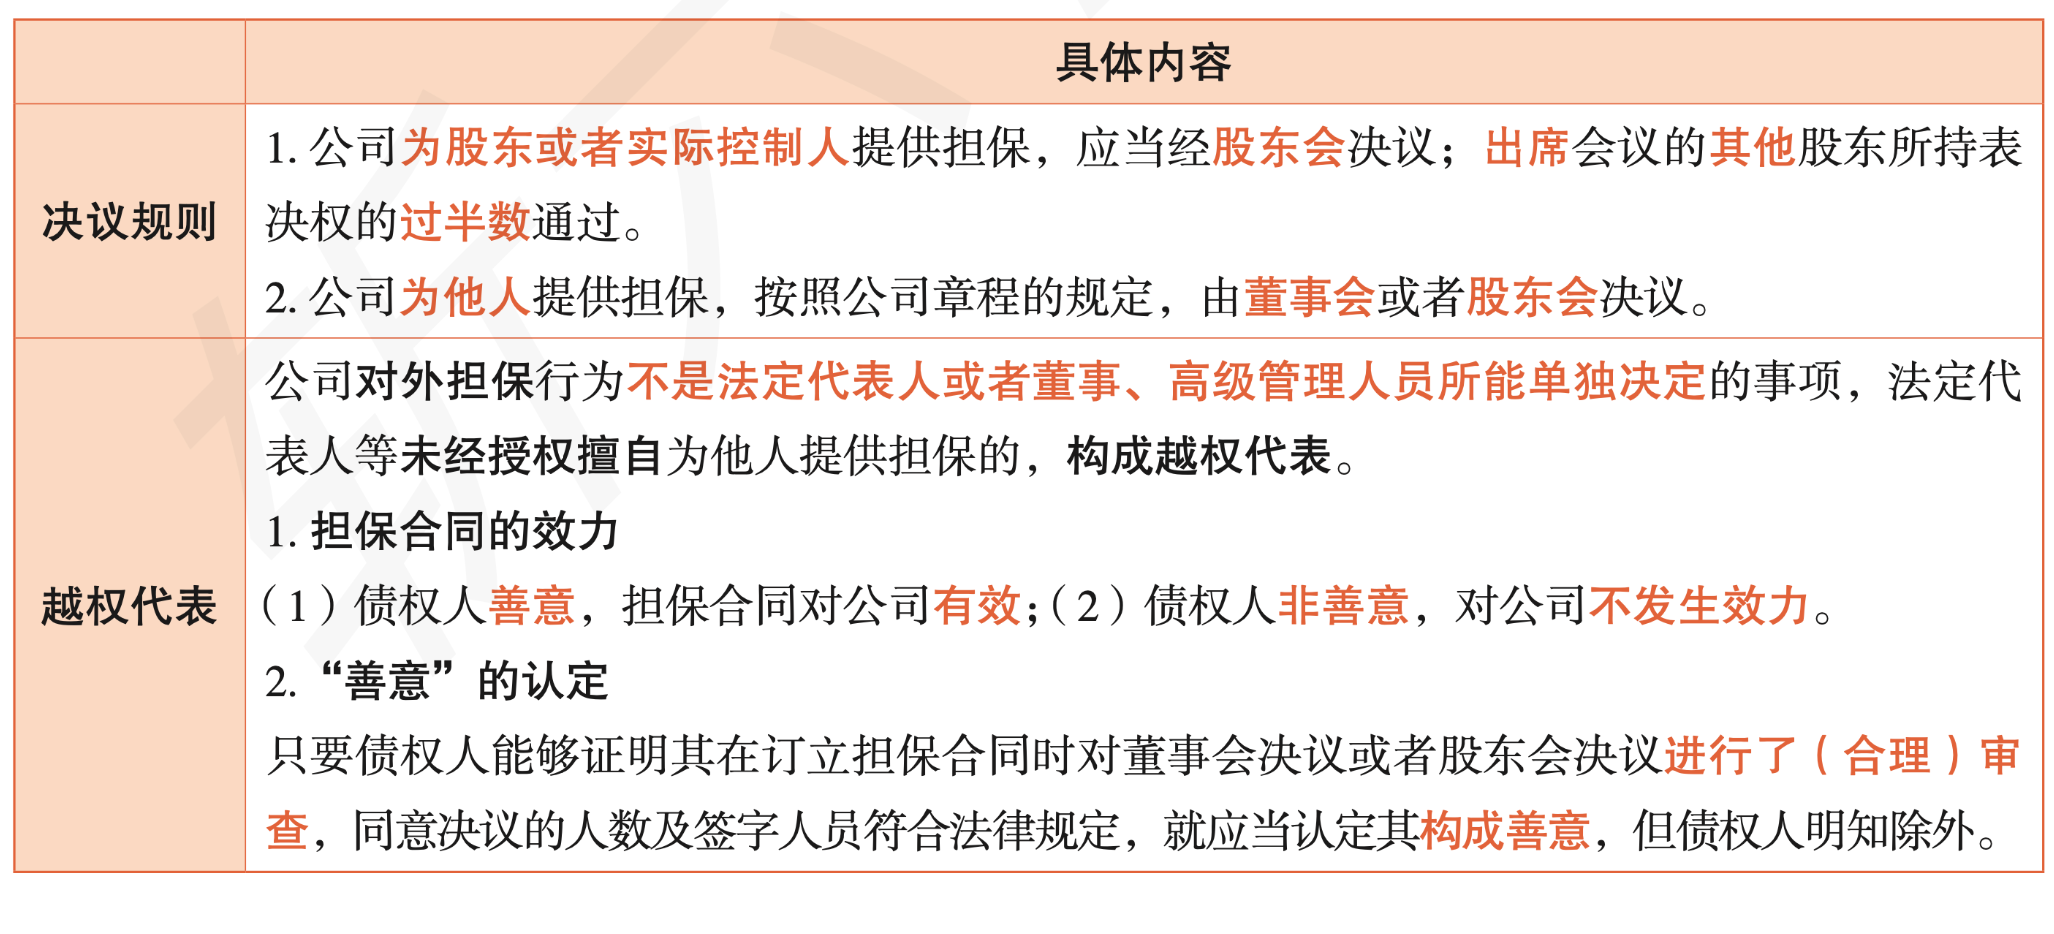 具体内容
决议规则
1. 公司为股东或者实际控制人提供担保，应当经股东会决议；出席会议的其他股东所持表
决权的过半数通过。
2. 公司为他人提供担保，按照公司章程的规定，由董事会或者股东会决议。
越权代表
公司对外担保行为不是法定代表人或者董事、高级管理人员所能单独决定的事项，法定代
表人等未经授权擅自为他人提供担保的，构成越权代表。
1. 担保合同的效力
（1）债权人善意，担保合同对公司有效；（2）债权人非善意，对公司不发生效力。
2. “善意”的认定
只要债权人能够证明其在订立担保合同时对董事会决议或者股东会决议进行了（合理）审
查，同意决议的人数及签字人员符合法律规定，就应当认定其构成善意，但债权人明知除外。